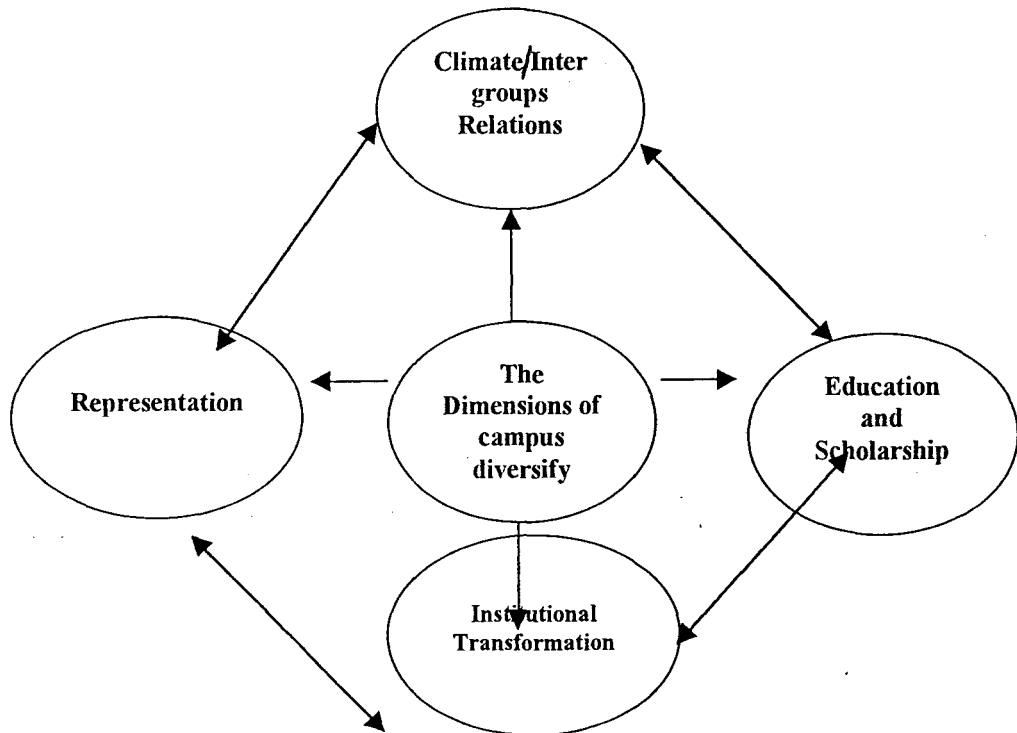 Climate/Inter
groups
Relations
Representation
The
Dimensions of
campus
diversify
Education
and
Scholarship
Institutional
Transformation